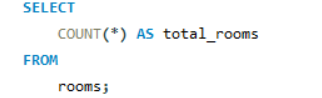 SELECT
    COUNT(*) AS total_rooms
FROM
    rooms;